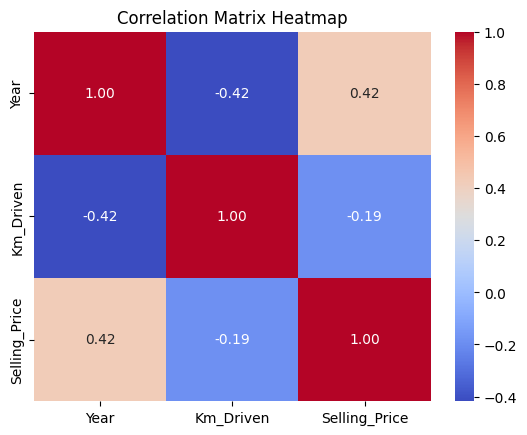 Correlation Matrix Heatmap
Year
1.00
-0.42
0.42
Km_Driven
-0.42
1.00
-0.19
Selling_Price
0.42
-0.19
1.00
Year
Km_Driven
Selling_Price
1.0
0.8
0.6
0.4
0.2
0.0
−0.2
−0.4